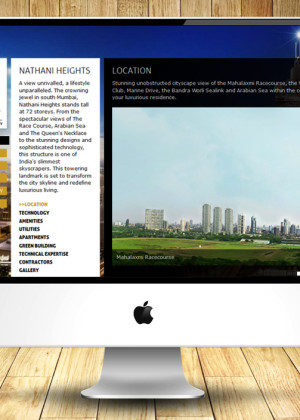 NATHANI HEIGHTS
A view unrivalled, a lifestyle
unparalleled. The crowning
jewel in south Mumbai,
Nathani Heights stands tall
at 72 storeys. From the
spectacular views of The
Race Course, Arabian Sea
and The Queen's Necklace
to the stunning designs and
sophisticated technology,
this structure is one of
India's slimmest
skyscrapers. This towering
landmark is set to transform
the city skyline and redefine
luxurious living.
>>LOCATION
TECHNOLOGY
AMENITIES
UTILITIES
APARTMENTS
GREEN BUILDING
TECHNICAL EXPERTISE
CONTRACTORS
GALLERY
LOCATION
Stunning unobstructed cityscape view of the Mahalaxmi Racecourse, the
Club, Marine Drive, the Bandra Worli Sealink and Arabian Sea within the
your luxurious residence.
Mahalaxmi Racecourse